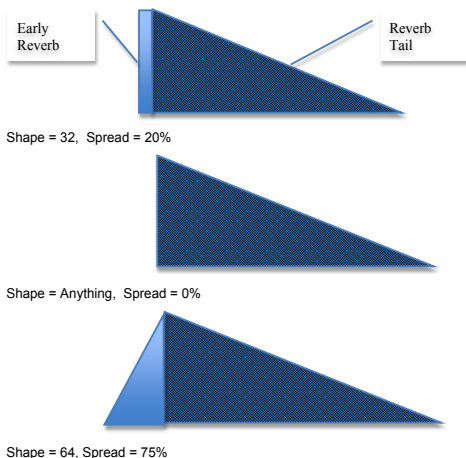 Early
Reverb
Reverb
Tail
Shape = 32, Spread = 20%
Shape = Anything, Spread = 0%
Shape = 64, Spread = 75%